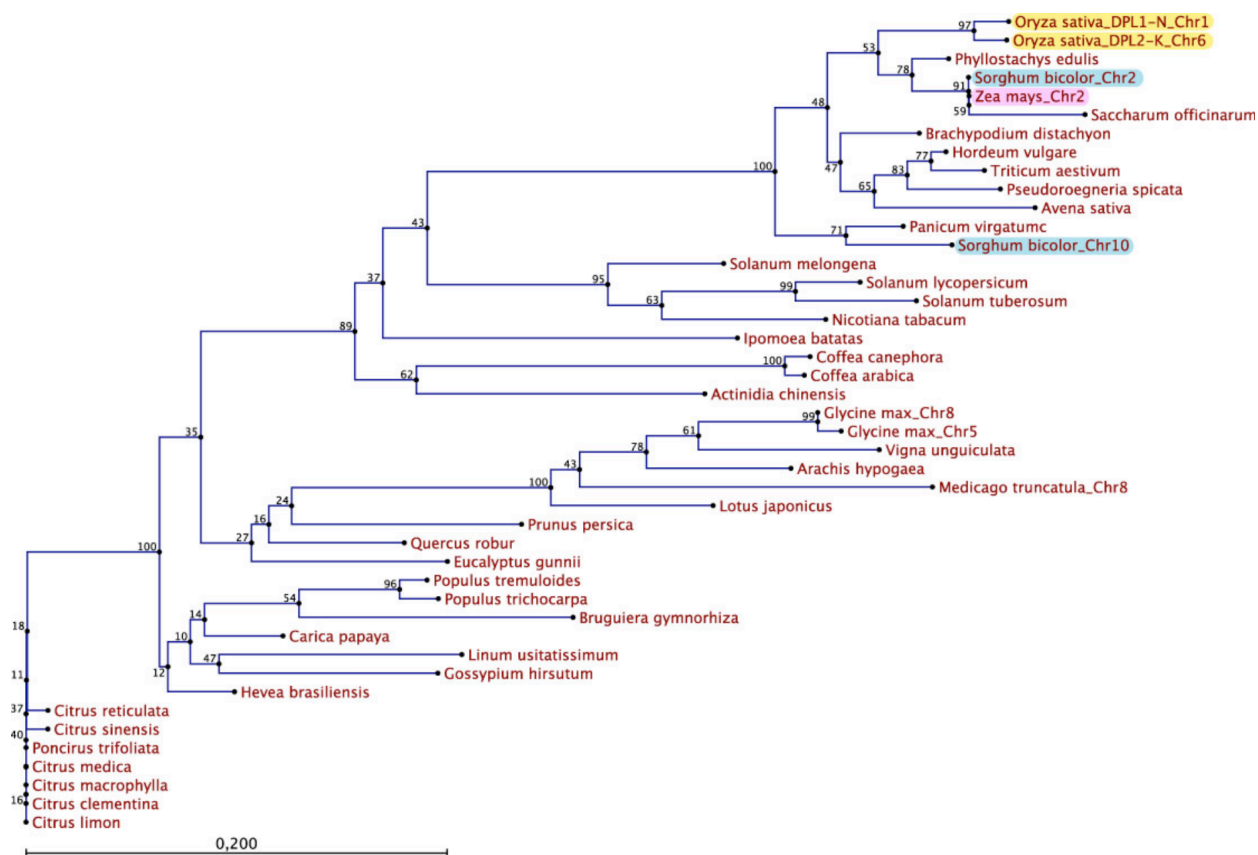 97
Oryza sativa_DPL1-N_Chr1
Oryza sativa_DPL2-K_Chr6
53
Phyllostachys edulis
78
Sorghum bicolor_Chr2
91
Zea mays_Chr2
48
59
Saccharum officinarum
Brachypodium distachyon
Hordeum vulgare
77
100
47
83
Triticum aestivum
65
Pseudoroegneria spicata
Avena sativa
43
71
Panicum virgatumc
Sorghum bicolor_Chr10
Solanum melongena
37
95
99
Solanum lycopersicum
63
Solanum tuberosum
Nicotiana tabacum
89
Ipomoea batatas
Coffea canephora
100
62
Coffea arabica
Actinidia chinensis
Glycine max_Chr8
99
61
Glycine max_Chr5
35
78
Vigna unguiculata
43
Arachis hypogaea
100
Medicago truncatula_Chr8
24
Lotus japonicus
16
Prunus persica
27
Quercus robur
100
Eucalyptus gunnii
96
Populus tremuloides
54
Populus trichocarpa
14
Bruguiera gymnorhiza
18
10
Carica papaya
47
Linum usitatissimum
12
Gossypium hirsutum
11
Hevea brasiliensis
37
Citrus reticulata
Citrus sinensis
40
Poncirus trifoliata
Citrus medica
Citrus macrophylla
16
Citrus clementina
Citrus limon
0,200